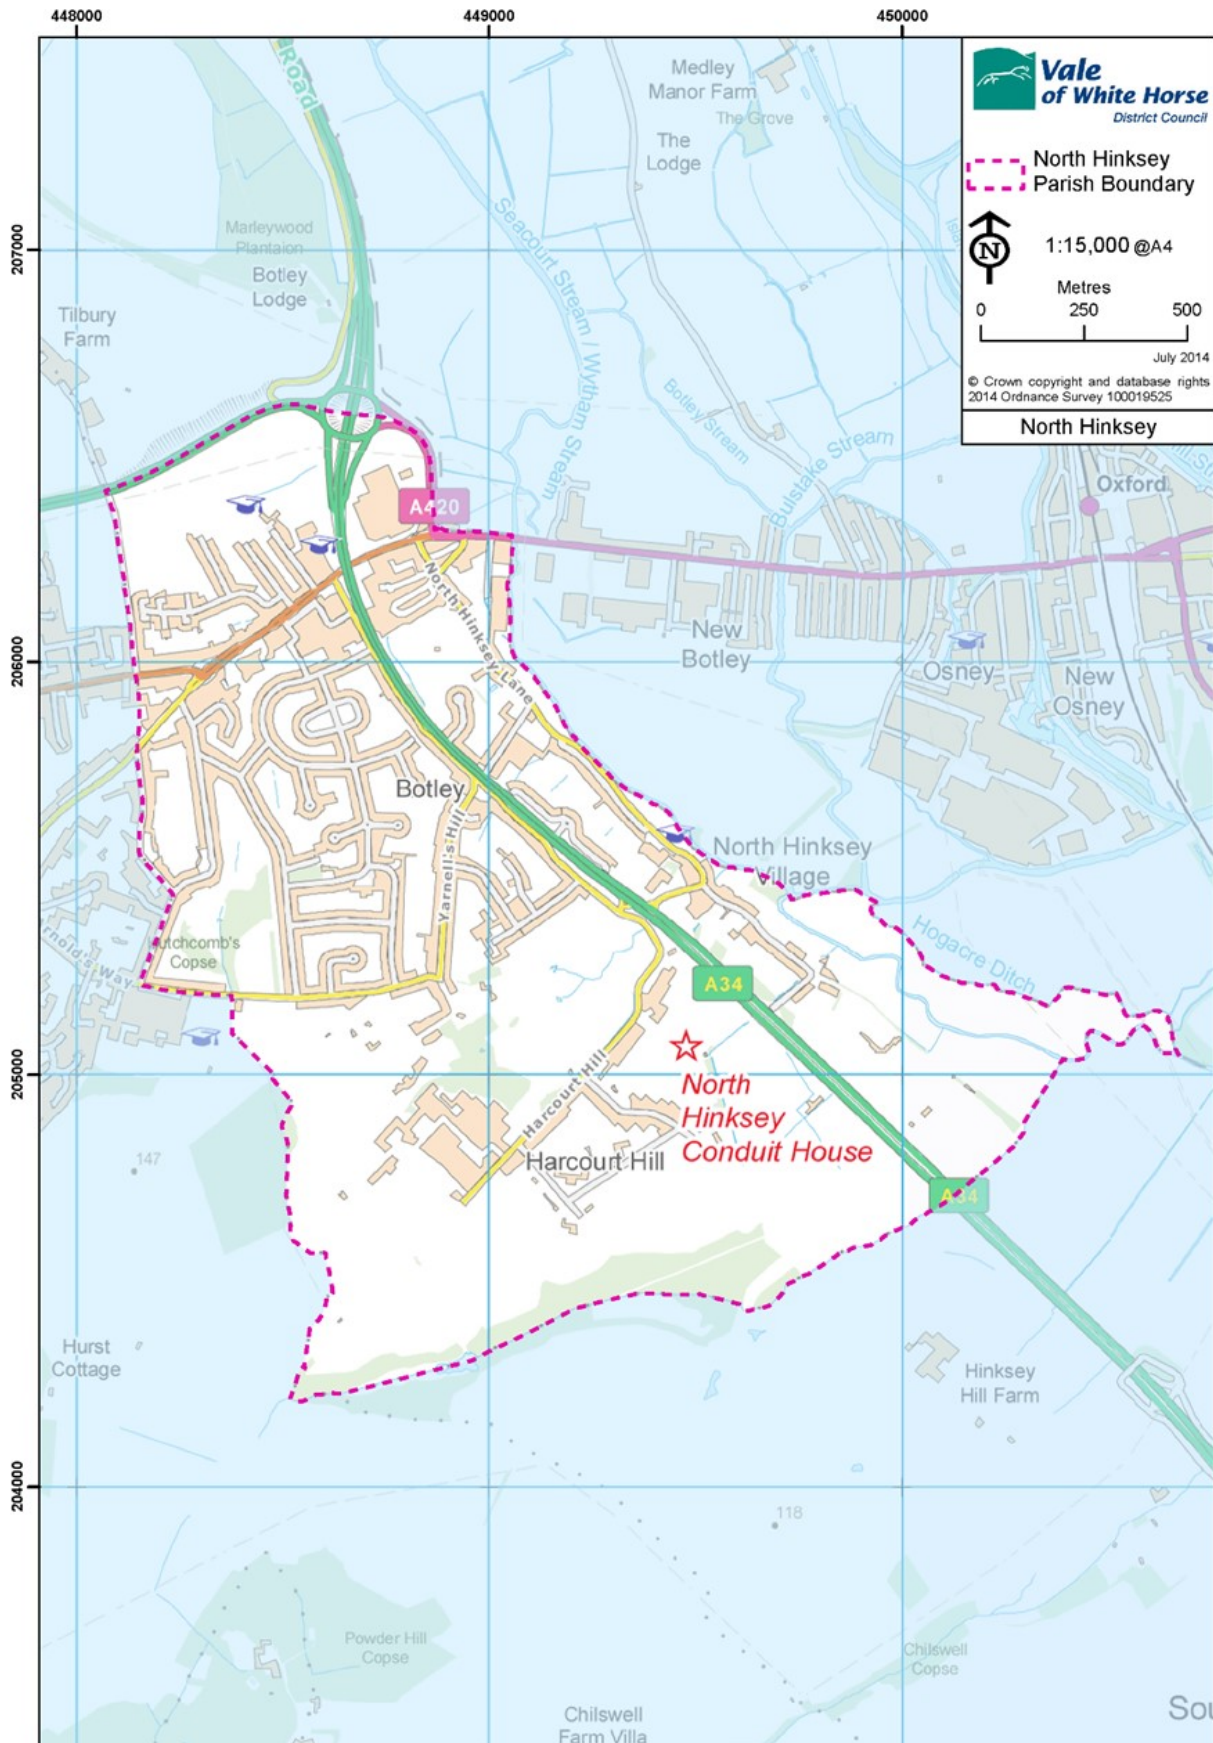 448000
449000
450000
Road
Medley
Manor Farm
The Grove
The
Lodge
Vale
of White Horse
District Council
North Hinksey
Parish Boundary
N
1:15,000 @A4
Metres
0 250 500
July 2014
© Crown copyright and database rights
2014 Ordnance Survey 100019525
North Hinksey
207000
Marleywood
Plantaion
Botley
Lodge
Tilbury
Farm
Seacourt Stream / Wytham Stream
Botley Stream
Bulstake Stream
A420
Oxford
North Hinksey Lane
New
Botley
Osney
New
Osney
206000
Botley
Yarnell's Hill
North Hinksey
Village
Hogacre Ditch
Copse
Way
A34
205000
North
Hinksey
Conduit House
Harcourt Hill
Harcourt Hill
147
A34
Hurst
Cottage
Hinksey
Hill Farm
204000
118
Powder Hill
Copse
Chilswell
Copse
Chilswell
Farm Villa
Sou